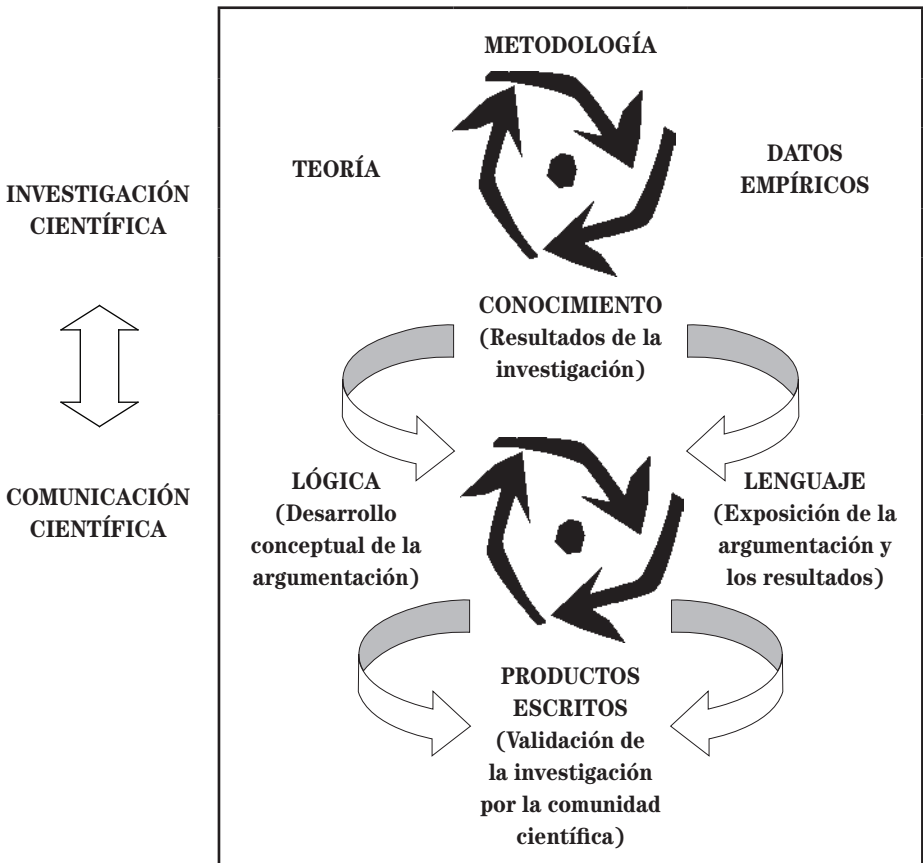 METODOLOGÍA
TEORÍA
DATOS
EMPÍRICOS
INVESTIGACIÓN
CIENTÍFICA
CONOCIMIENTO
(Resultados de la
investigación)
COMUNICACIÓN
CIENTÍFICA
LÓGICA
(Desarrollo
conceptual de la
argumentación)
LENGUAJE
(Exposición de la
argumentación y
los resultados)
PRODUCTOS
ESCRITOS
(Validación de
la investigación
por la comunidad
científica)